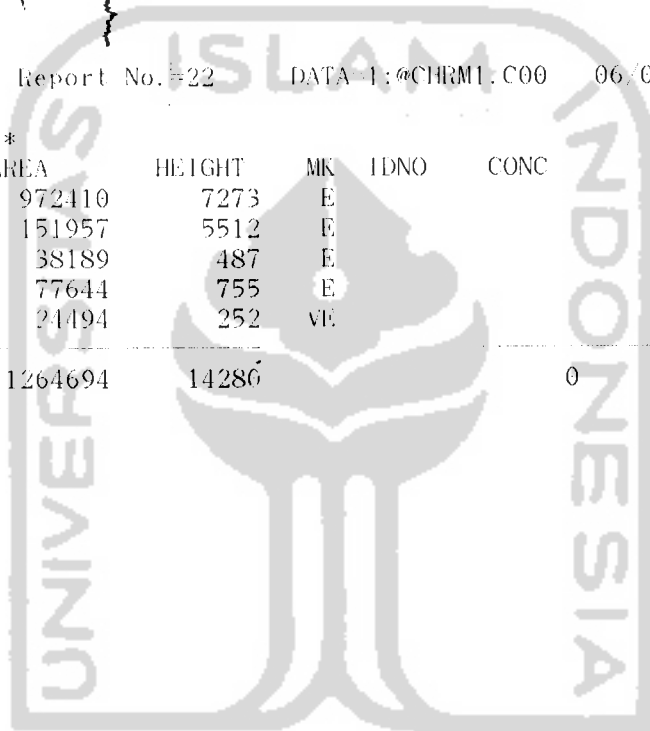 Report No.=22 DATA=1:@CHRM1.C00 06/0
*
AREA HEIGHT MK IDNO CONC
972410 7273 E
151957 5512 E
38189 487 E
77644 755 E
24494 252 VE
1264694 14280 0
UNIVERSITAS ISLAM INDONESIA